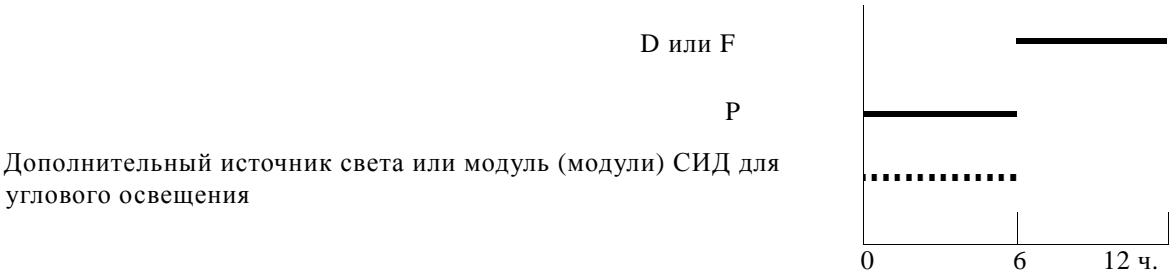 D или F
P
Дополнительный источник света или модуль (модули) СИД для
углового освещения
0 6 12 ч.